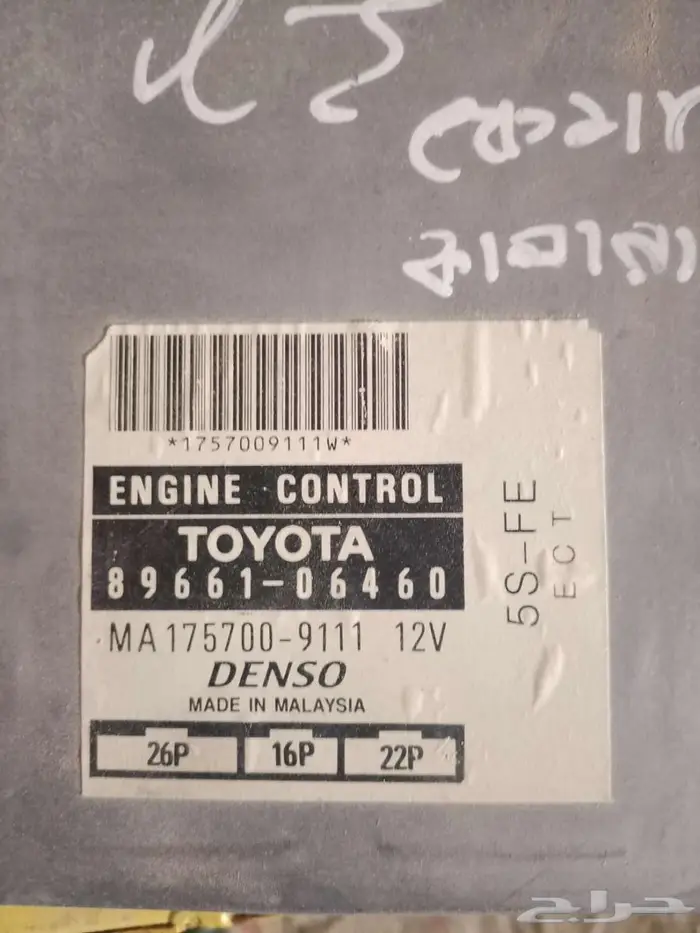 *1757009111W*
ENGINE CONTROL
TOYOTA
89661-06460
MA175700-9111 12V
DENSO
MADE IN MALAYSIA
26P 16P 22P
5S-FE
ECT
حراج